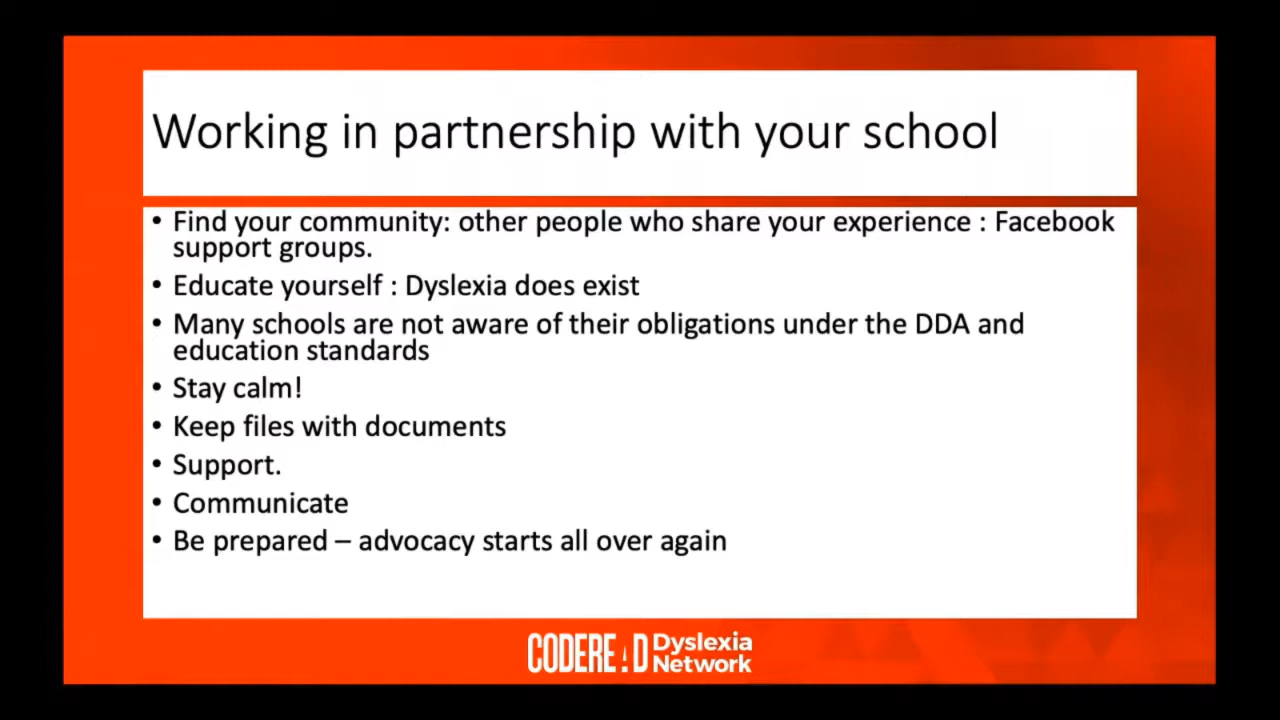 Working in partnership with your school
• Find your community: other people who share your experience : Facebook
support groups.
• Educate yourself : Dyslexia does exist
• Many schools are not aware of their obligations under the DDA and
education standards
• Stay calm!
• Keep files with documents
• Support.
• Communicate
• Be prepared – advocacy starts all over again
CODEREAD Dyslexia
Network